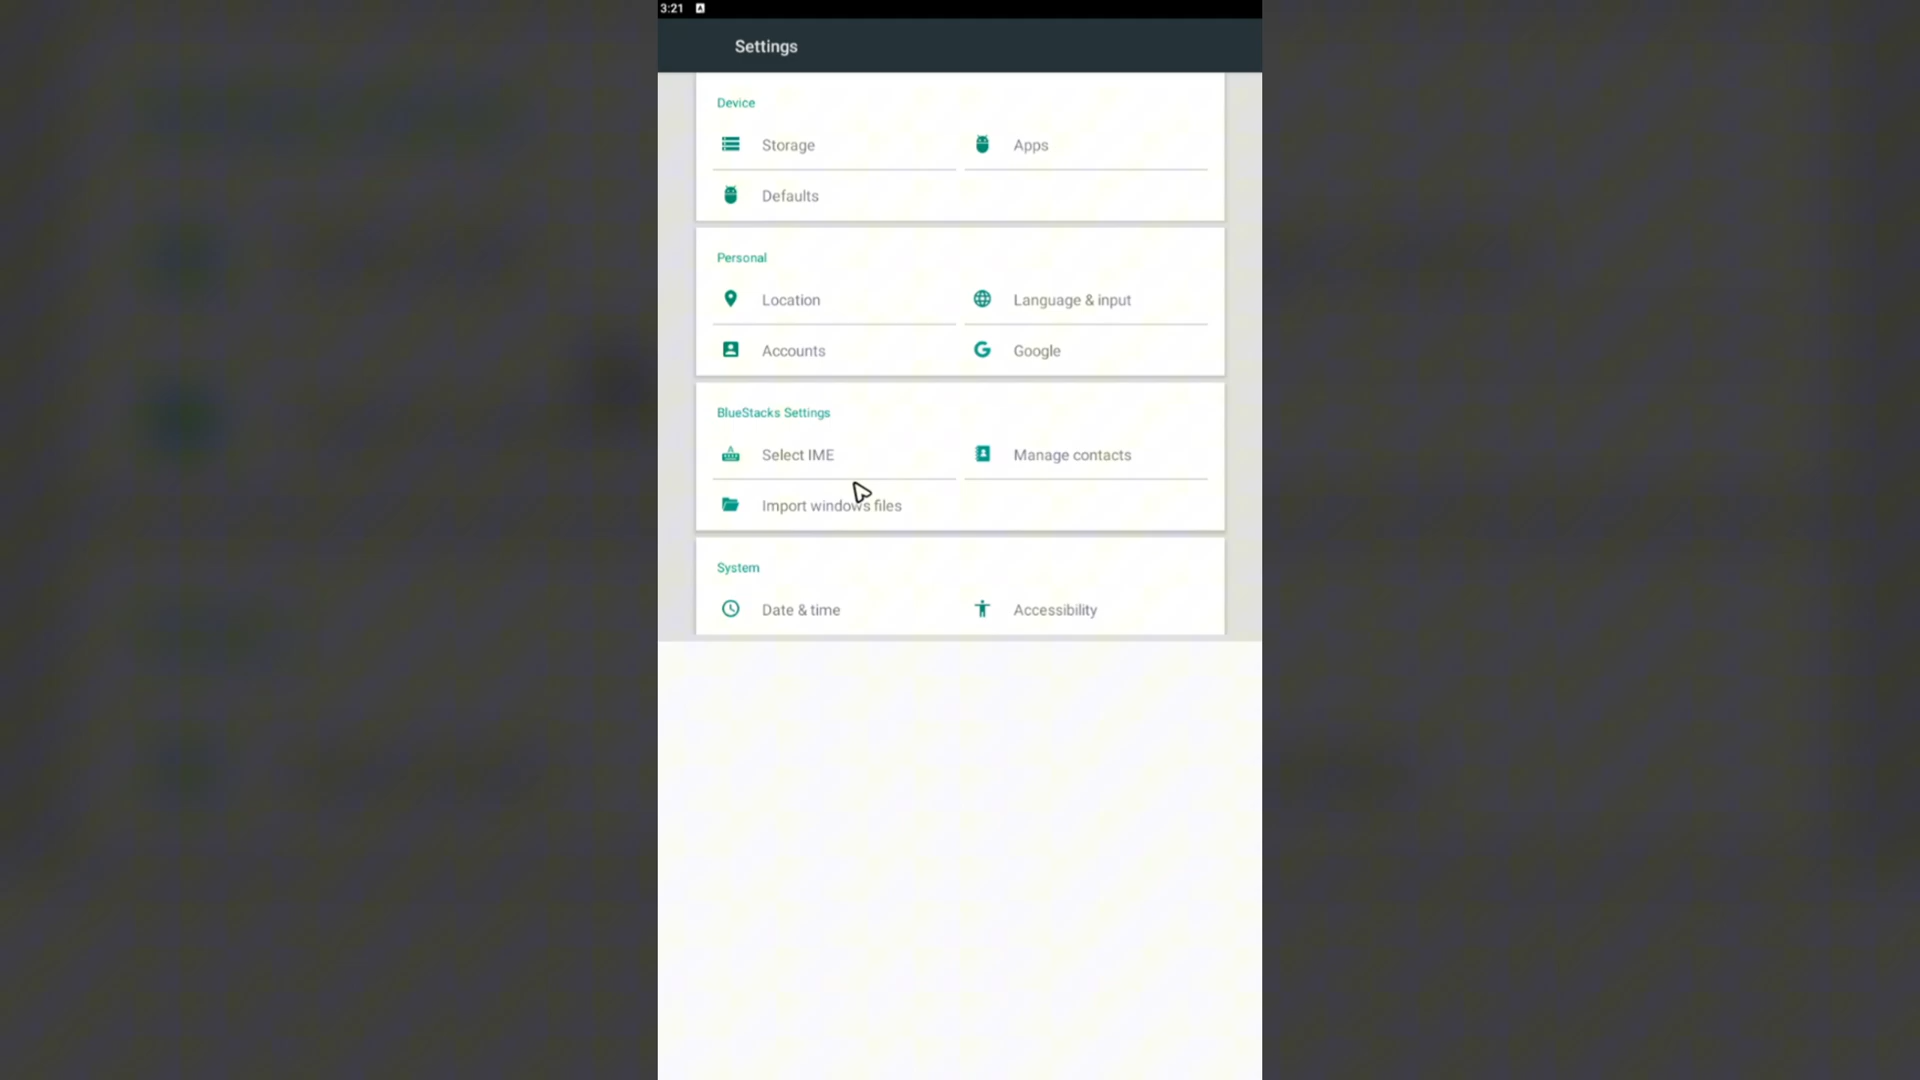 3:21 A
Settings
Device
Storage
Apps
Defaults
Personal
Location
Language & input
Accounts
Google
BlueStacks Settings
Select IME
Manage contacts
Import windows files
System
Date & time
Accessibility